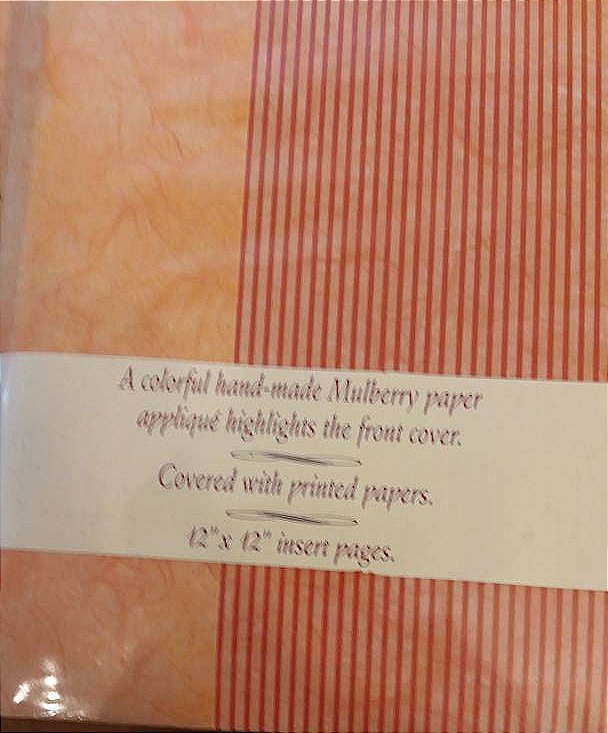 A colorful hand-made Mulberry paper
appliqué highlights the front cover.
Covered with printed papers.
12" x 12" insert pages.